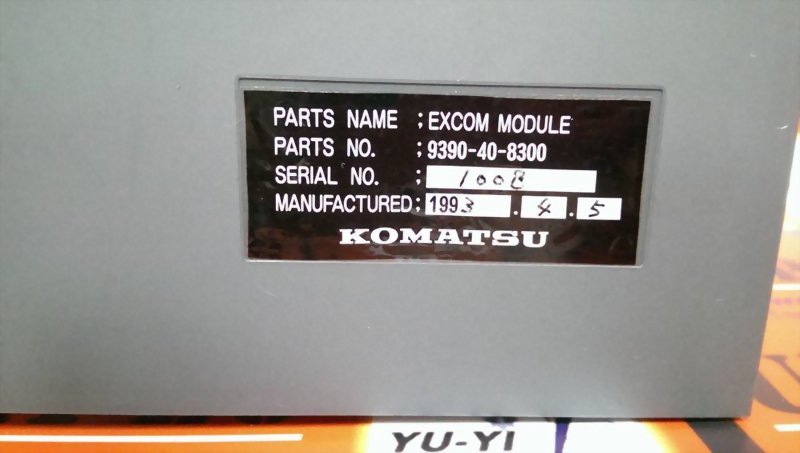 PARTS NAME ; EXCOM MODULE
PARTS NO. ; 9390-40-8300
SERIAL NO. ; 1008
MANUFACTURED; 1993 . 4 . 5
KOMATSU
YU-YI